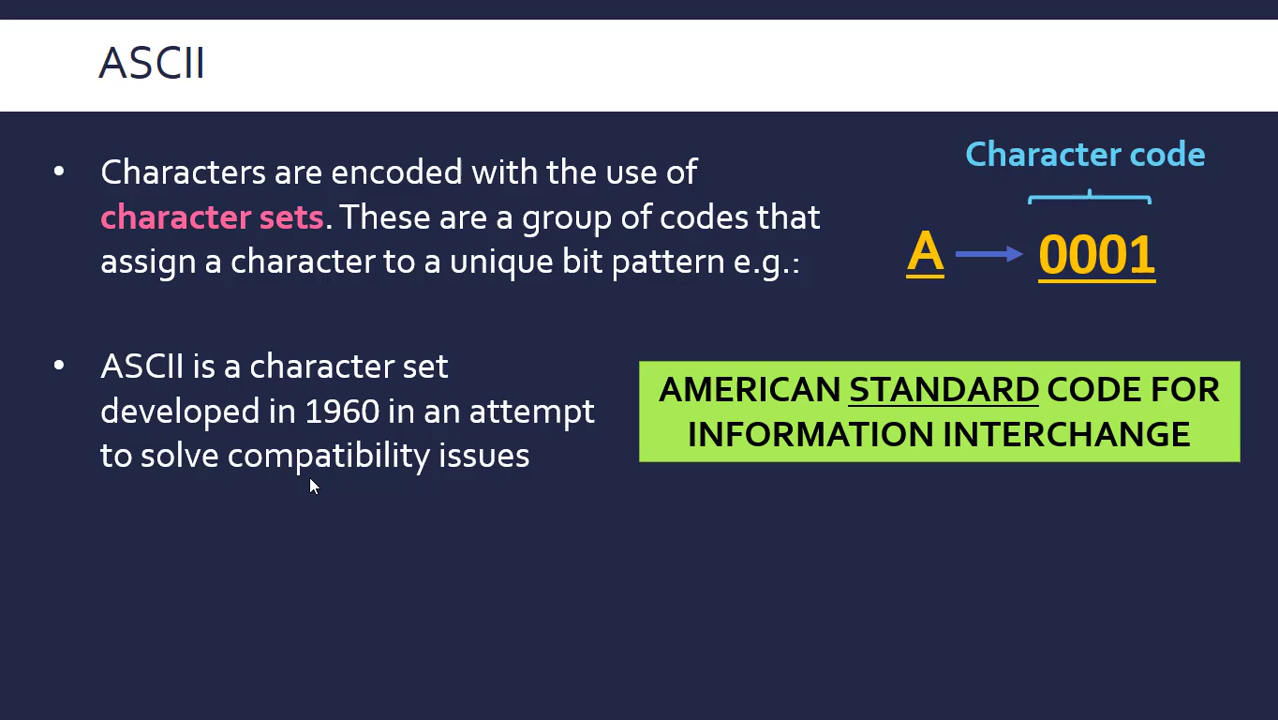 ASCII
• Characters are encoded with the use of
character sets. These are a group of codes that
assign a character to a unique bit pattern e.g.:
Character code
A → 0001
• ASCII is a character set
developed in 1960 in an attempt
to solve compatibility issues
AMERICAN STANDARD CODE FOR
INFORMATION INTERCHANGE